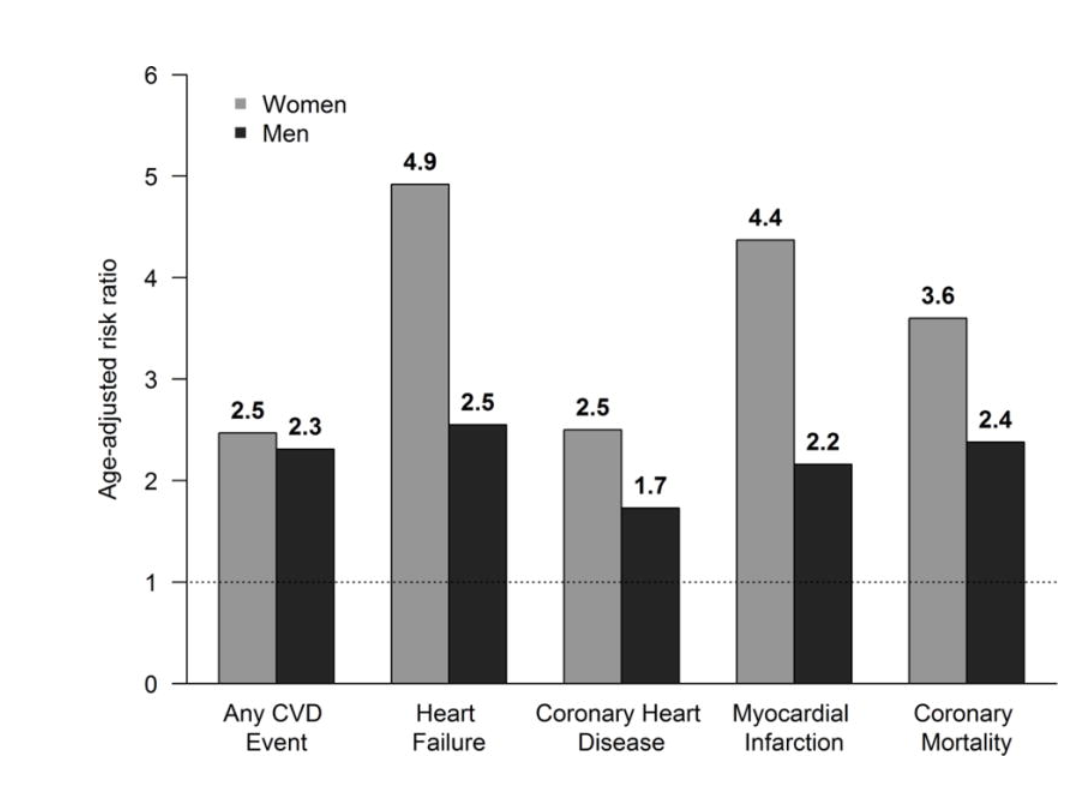 6
Women
Men
4.9
5
4.4
4
3.6
Age-adjusted risk ratio
3
2.5
2.3
2.5
2.5
2.4
2.2
2
1.7
1
0
Any CVD Event
Heart Failure
Coronary Heart Disease
Myocardial Infarction
Coronary Mortality